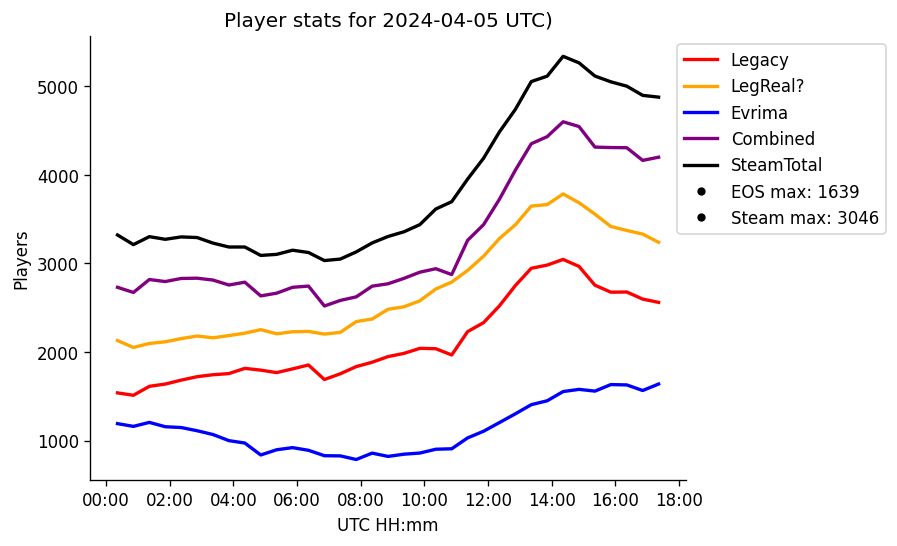 Player stats for 2024-04-05 UTC)
Legacy
LegReal?
Evrima
Combined
SteamTotal
EOS max: 1639
Steam max: 3046
Players
5000
4000
3000
2000
1000
00:00 02:00 04:00 06:00 08:00 10:00 12:00 14:00 16:00 18:00
UTC HH:mm